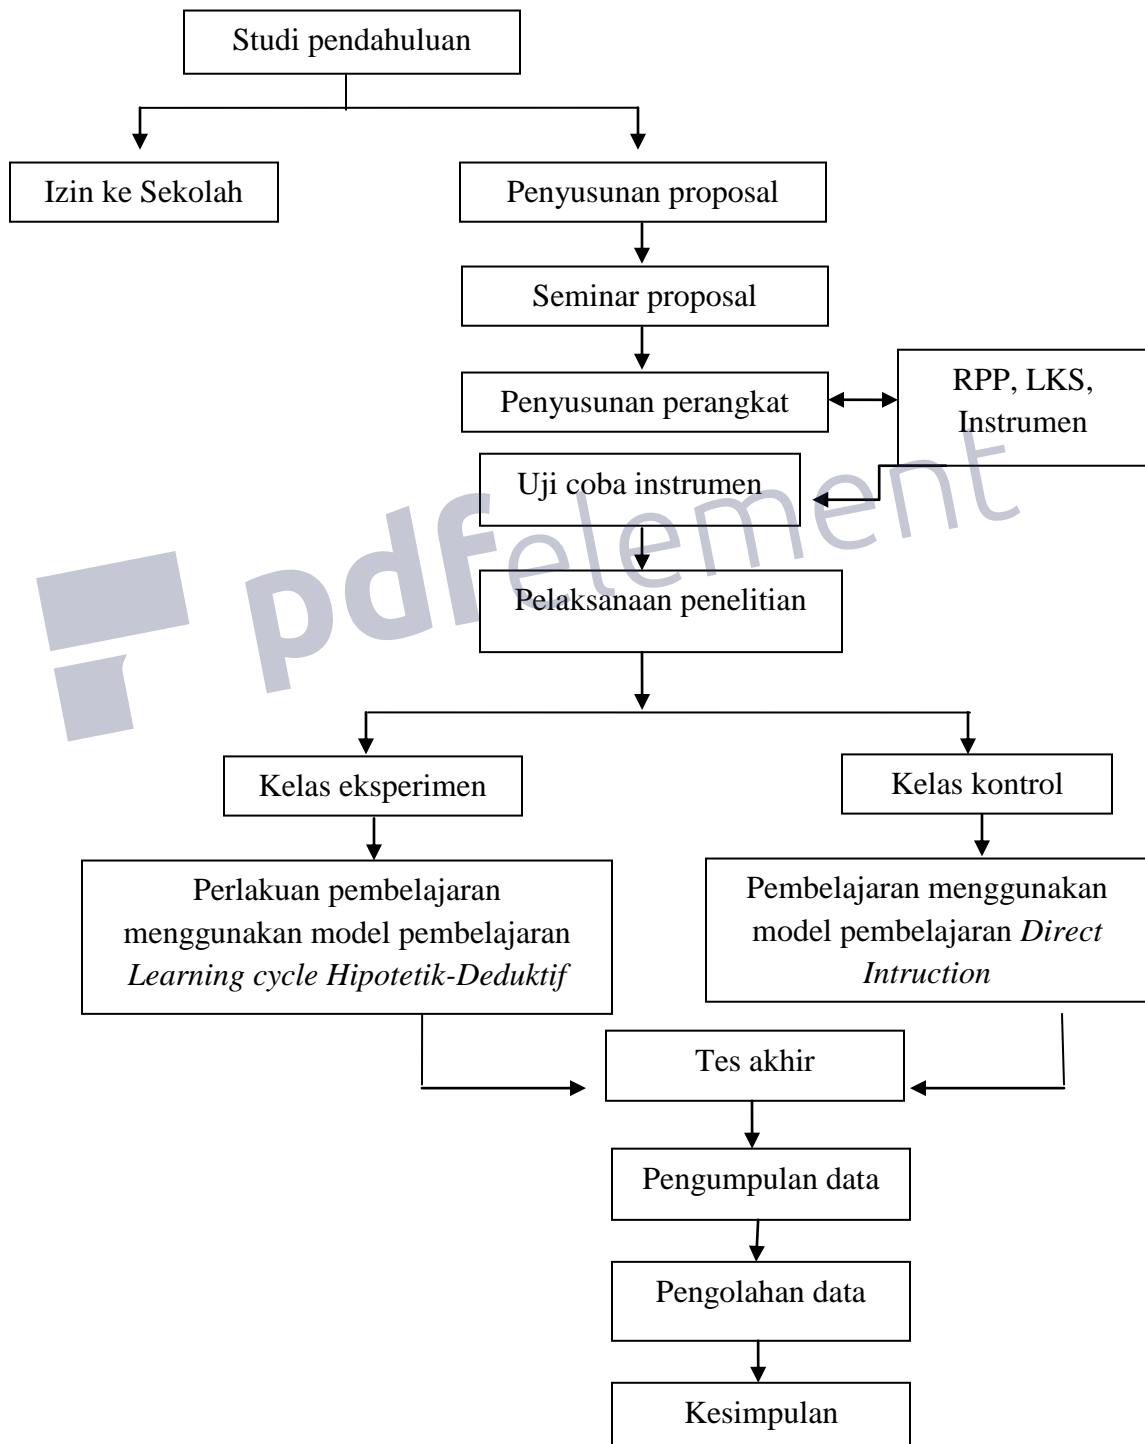 Studi pendahuluan
Izin ke Sekolah
Penyusunan proposal
Seminar proposal
Penyusunan perangkat
RPP, LKS,
Instrumen
Uji coba instrumen
pdfelement
Pelaksanaan penelitian
Kelas eksperimen
Kelas kontrol
Perlakuan pembelajaran
menggunakan model pembelajaran
Learning cycle Hipotetik-Deduktif
Pembelajaran menggunakan
model pembelajaran Direct
Intruction
Tes akhir
Pengumpulan data
Pengolahan data
Kesimpulan